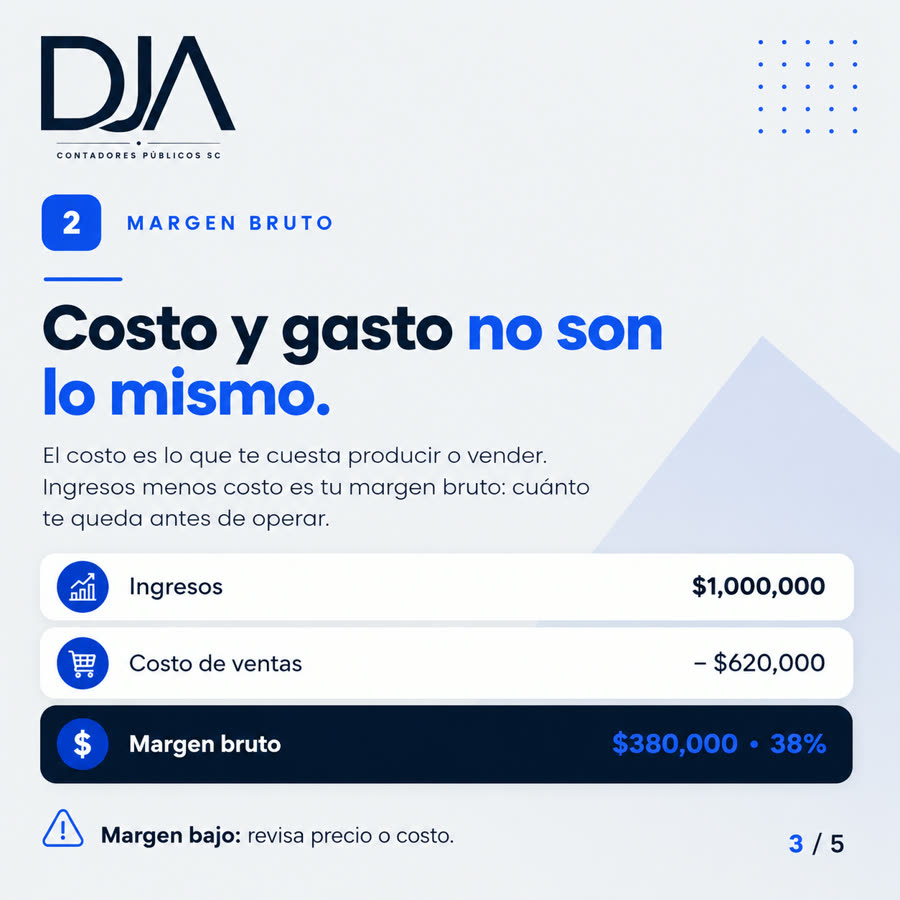 DJA
CONTADORES PÚBLICOS SC
2 MARGEN BRUTO
Costo y gasto no son
lo mismo.
El costo es lo que te cuesta producir o vender.
Ingresos menos costo es tu margen bruto: cuánto
te queda antes de operar.
Ingresos $1,000,000
Costo de ventas – $620,000
$ Margen bruto $380,000 • 38%
Margen bajo: revisa precio o costo.
3 / 5